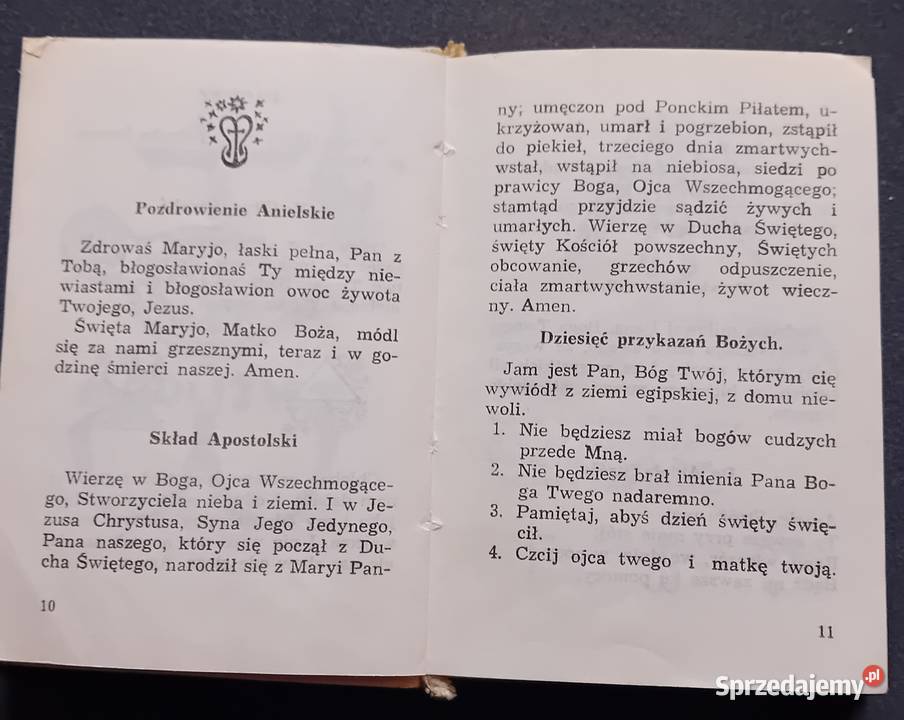 Pozdrowienie Anielskie
Zdrowaś Maryjo, łaski pełna, Pan z
Tobą, błogosławionaś Ty między nie-
wiastami i błogosławion owoc żywota
Twojego, Jezus.
Święta Maryjo, Matko Boża, módl
się za nami grzesznymi, teraz i w go-
dzinę śmierci naszej. Amen.
Skład Apostolski
Wierzę w Boga, Ojca Wszechmogące-
go, Stworzyciela nieba i ziemi. I w Je-
zusa Chrystusa, Syna Jego Jedynego,
Pana naszego, który się począł z Du-
cha Świętego, narodził się z Maryi Pan-
10
ny; umęczon pod Ponckim Piłatem, u-
krzyżowan, umarł i pogrzebion, zstąpił
do piekieł, trzeciego dnia zmartwych-
wstał, wstąpił na niebiosa, siedzi po
prawicy Boga, Ojca Wszechmogącego;
stamtąd przyjdzie sądzić żywych i
umarłych. Wierzę w Ducha Świętego,
święty Kościół powszechny, Świętych
obcowanie, grzechów odpuszczenie,
ciała zmartwychwstanie, żywot wiecz-
ny. Amen.
Dziesięć przykazań Bożych.
Jam jest Pan, Bóg Twój, którym cię
wywiódł z ziemi egipskiej, z domu nie-
woli.
1. Nie będziesz miał bogów cudzych
przede Mną.
2. Nie będziesz brał imienia Pana Bo-
ga Twego nadaremno.
3. Pamiętaj, abyś dzień święty świę-
cił.
4. Czcij ojca twego i matkę twoją.
11
Sprzedajemy.pl